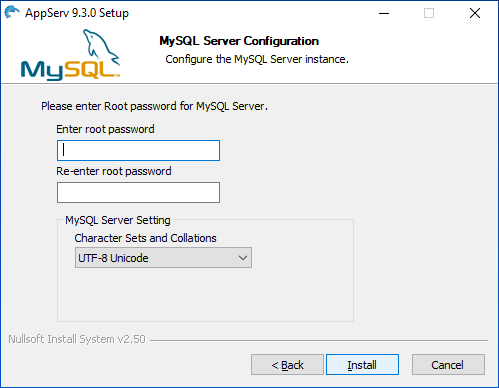 AppServ 9.3.0 Setup
MySQL
MySQL Server Configuration
Configure the MySQL Server instance.
Please enter Root password for MySQL Server.
Enter root password
Re-enter root password
MySQL Server Setting
Character Sets and Collations
UTF-8 Unicode
Nullsoft Install System v2.50
< Back
Install
Cancel